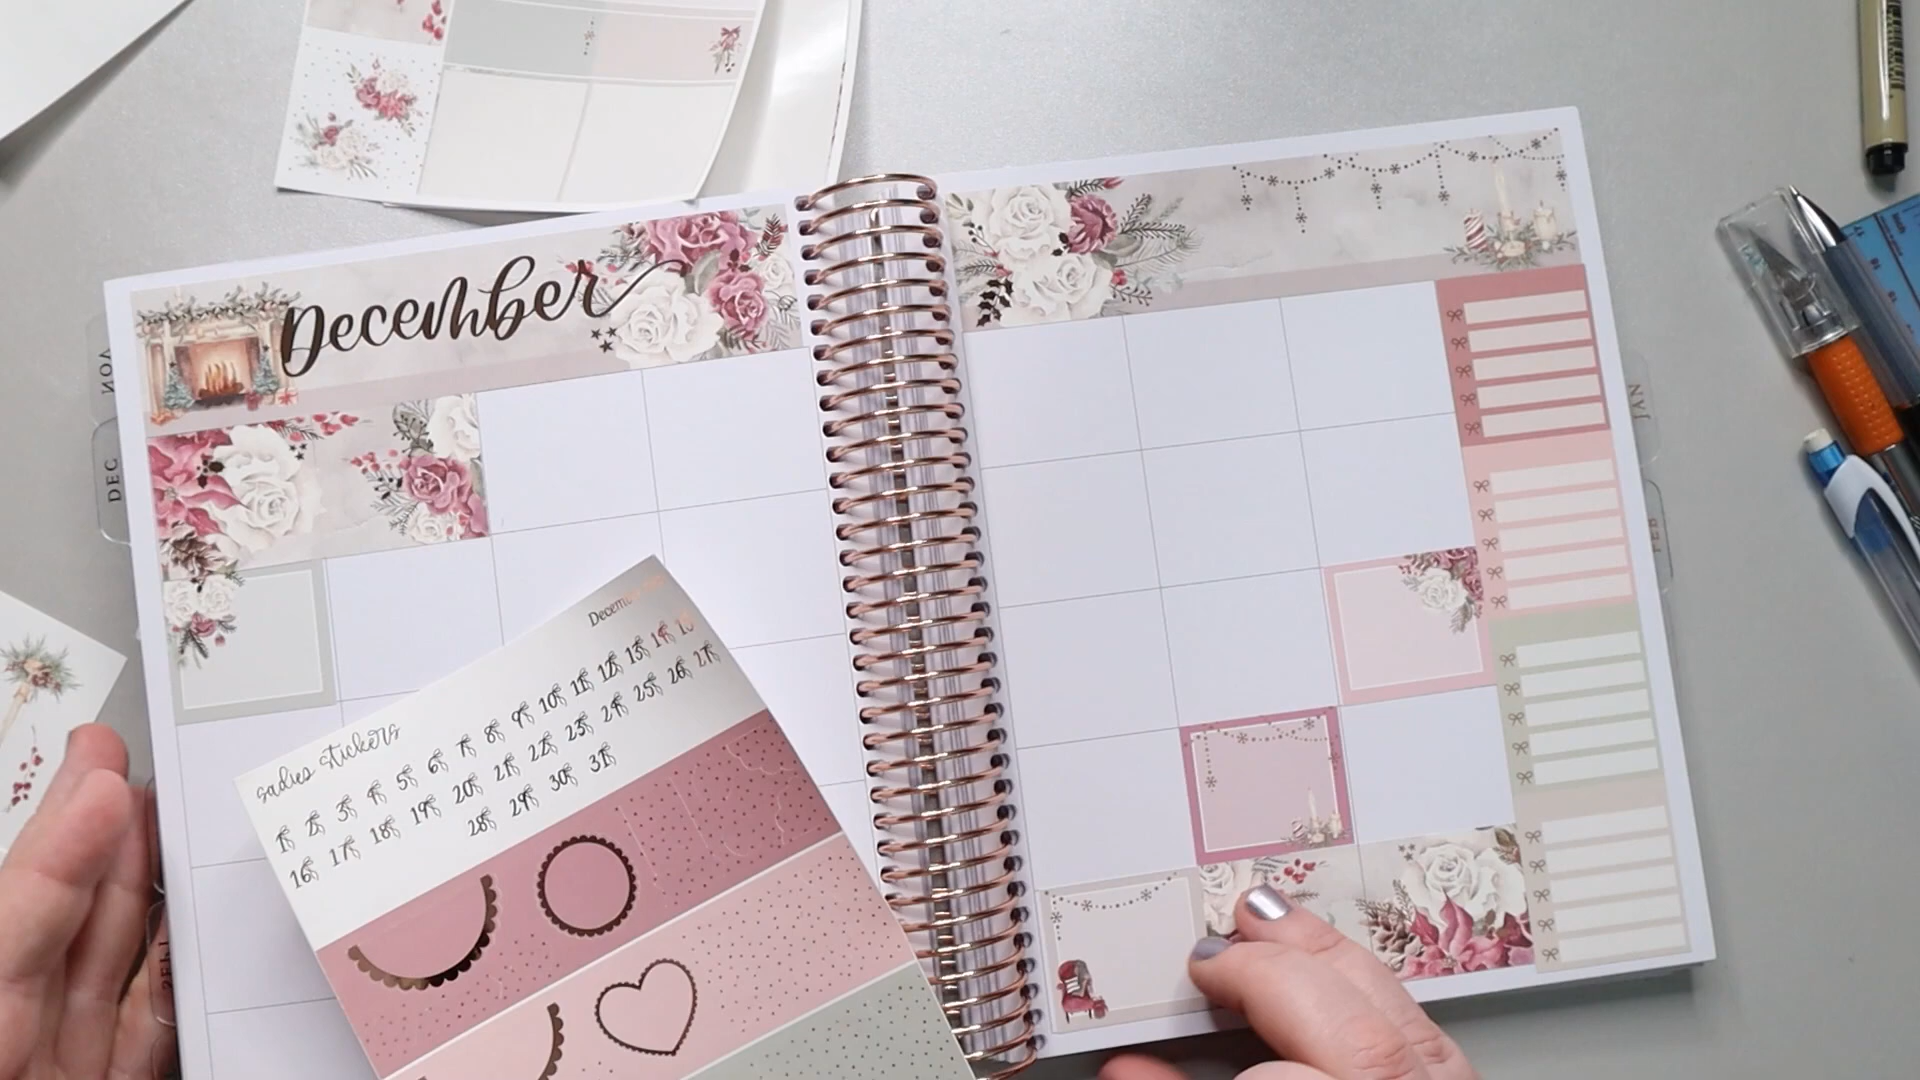 December
NOV
DEC
JAN
FEB
sadies stickers
1 2 3 4 5 6 7 8 9 10 11 12 13 14 15
16 17 18 19 20 21 22 23 24 25 26 27
28 29 30 31